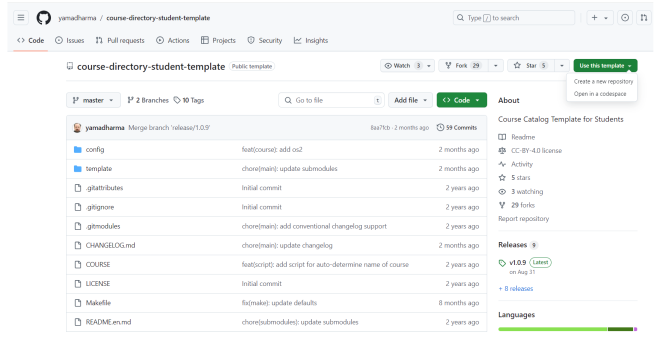 yamadharma / course-directory-student-template
Type / to search
Code Issues Pull requests Actions Projects Security Insights
course-directory-student-template Public template
Watch 3 Fork 29 Star 5 Use this template
Create a new repository
Open in a codespace
master 2 Branches 10 Tags Go to file t Add file Code
yamadharma Merge branch 'release/1.0.9' 8aa7fcb · 2 months ago 59 Commits
config feat(course): add os2 2 months ago
template chore(main): update submodules 2 months ago
.gitattributes Initial commit 2 years ago
.gitignore Initial commit 2 years ago
.gitmodules chore(main): add conventional changelog support 2 years ago
CHANGELOG.md chore(main): update changelog 2 months ago
COURSE feat(script): add script for auto-determine name of course 2 years ago
LICENSE Initial commit 2 years ago
Makefile fix(make): update defaults 8 months ago
README.en.md chore(submodules): update submodules 2 years ago
About
Course Catalog Template for Students
Readme
CC-BY-4.0 license
Activity
5 stars
3 watching
29 forks
Report repository
Releases 9
v1.0.9 Latest
on Aug 31
+ 8 releases
Languages